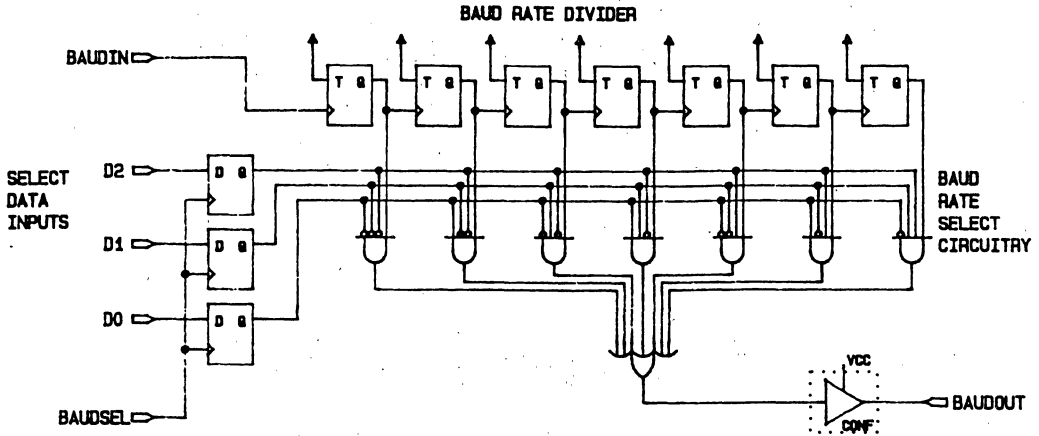 BAUD RATE DIVIDER
BAUDIN
T Q T Q T Q T Q T Q T Q T Q
SELECT
DATA
INPUTS
D2
D Q
D1
D Q
D0
D Q
BAUDSEL
BAUD
RATE
SELECT
CIRCUITRY
VCC
CONF
BAUDOUT